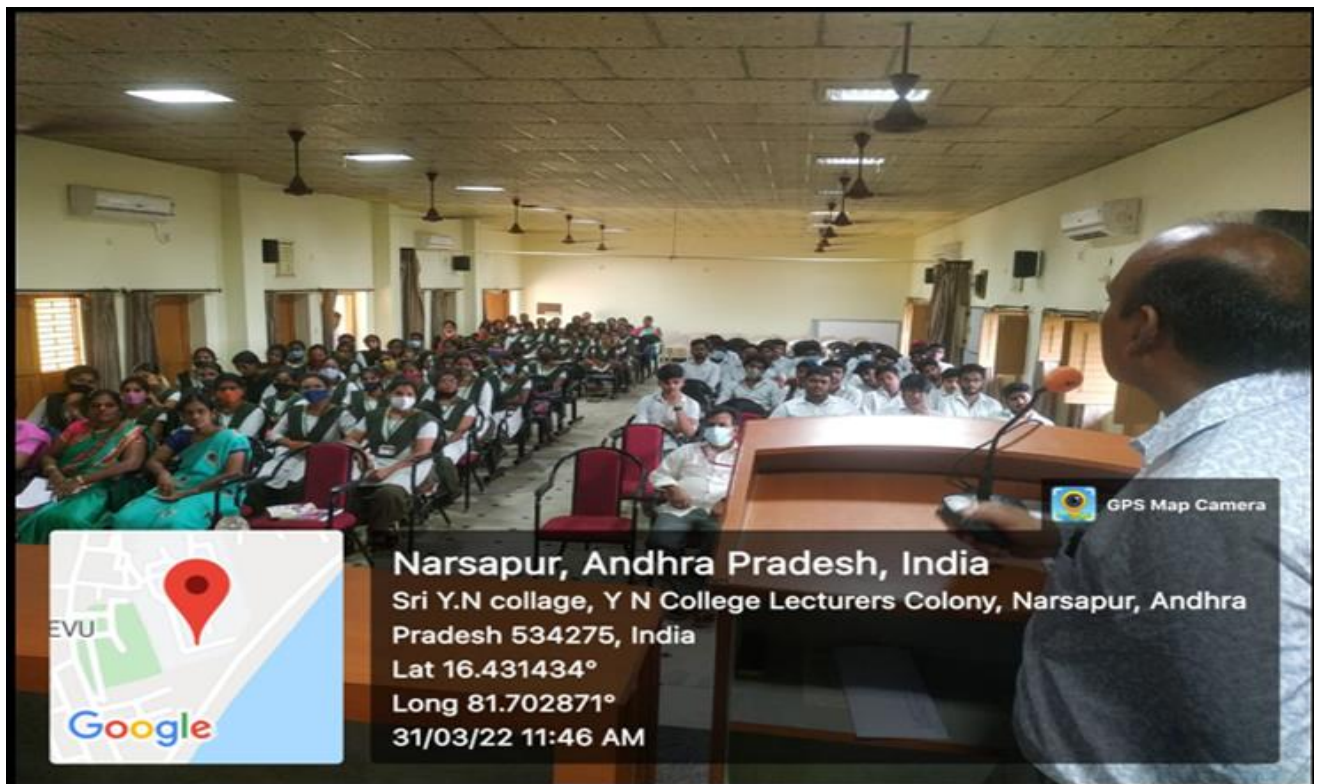 GPS Map Camera
Narsapur, Andhra Pradesh, India
Sri Y.N collage, Y N College Lecturers Colony, Narsapur, Andhra
Pradesh 534275, India
Lat 16.431434°
Long 81.702871°
31/03/22 11:46 AM
EVU
Google